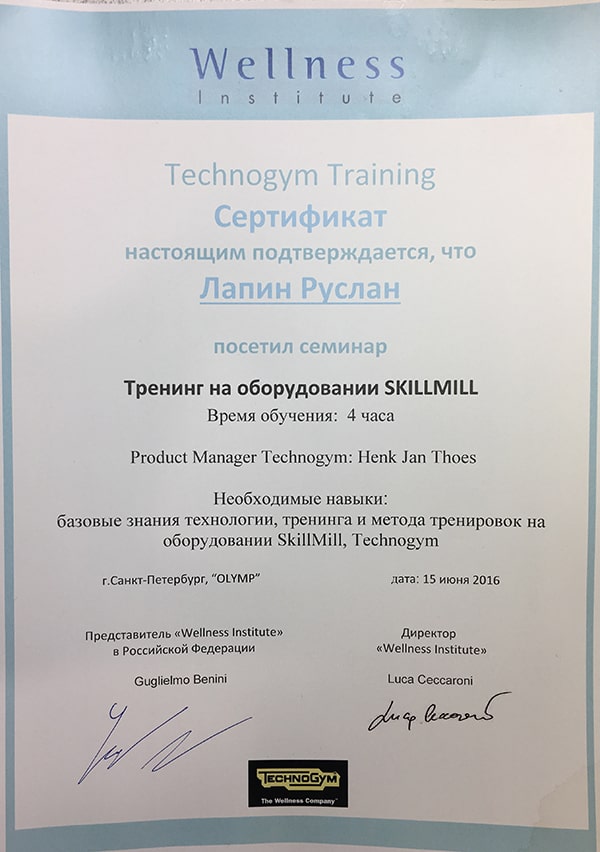 Wellness
Institute
Technogym Training
Сертификат
настоящим подтверждается, что
Лапин Руслан
посетил семинар
Тренинг на оборудовании SKILLMILL
Время обучения: 4 часа
Product Manager Technogym: Henk Jan Thoes
Необходимые навыки:
базовые знания технологии, тренинга и метода тренировок на
оборудовании SkillMill, Technogym
г.Санкт-Петербург, “OLYMP”
дата: 15 июня 2016
Представитель «Wellness Institute»
в Российской Федерации
Guglielmo Benini
Директор
«Wellness Institute»
Luca Ceccaroni
Luca Ceccaroni
TECHNOGYM
The Wellness Company™